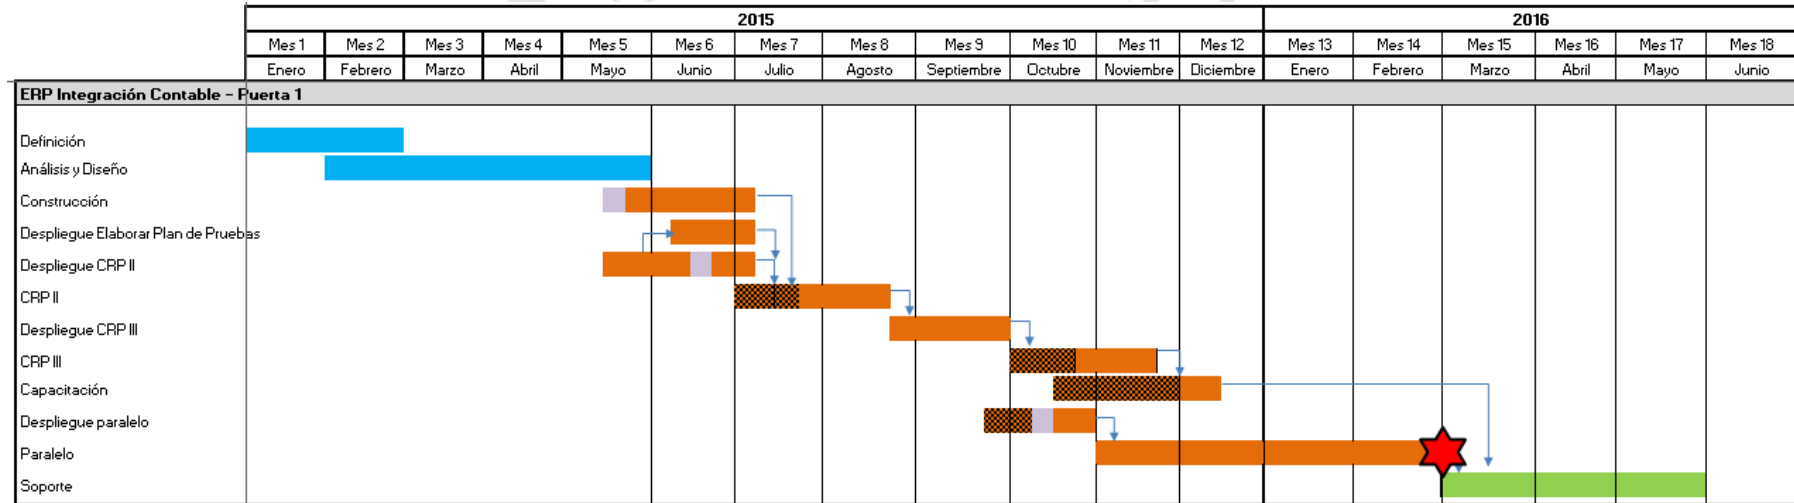 2015 2016
Mes 1 Mes 2 Mes 3 Mes 4 Mes 5 Mes 6 Mes 7 Mes 8 Mes 9 Mes 10 Mes 11 Mes 12 Mes 13 Mes 14 Mes 15 Mes 16 Mes 17 Mes 18
Enero Febrero Marzo Abril Mayo Junio Julio Agosto Septiembre Octubre Noviembre Diciembre Enero Febrero Marzo Abril Mayo Junio
ERP Integración Contable - Puerta 1
Definición
Análisis y Diseño
Construcción
Despliegue Elaborar Plan de Pruebas
Despliegue CRP II
CRP II
Despliegue CRP III
CRP III
Capacitación
Despliegue paralelo
Paralelo
Soporte